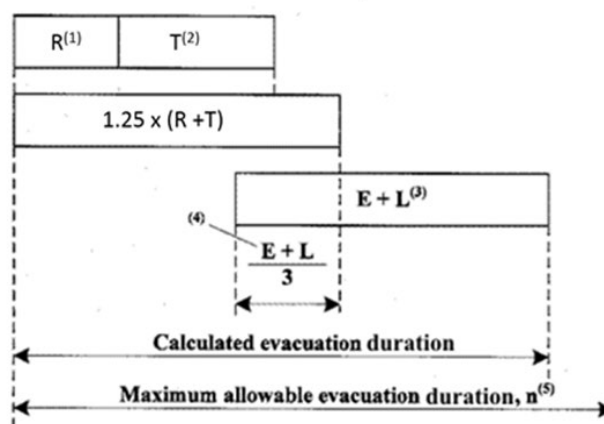 R(1) T(2)
1.25 x (R +T)
E + L(3)
(4)
E + L
3
Calculated evacuation duration
Maximum allowable evacuation duration, n(5)